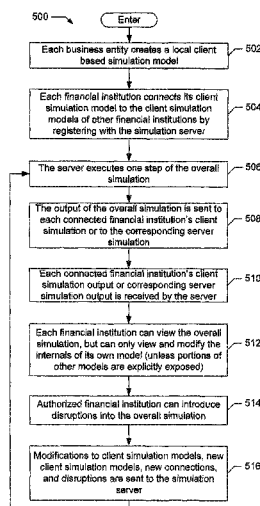 500
Enter
Each business entity creates a local client
based simulation model
502
Each financial institution connects its client
simulation model to the client simulation
models of other financial institutions by
registering with the simulation server
504
The server executes one step of the overall
simulation
506
The output of the overall simulation is sent to
each connected financial institution's client
simulation or to the corresponding server
simulation
508
Each connected financial institution's client
simulation output or corresponding server
simulation output is received by the server
510
Each financial institution can view the overall
simulation, but can only view and modify the
internals of its own model (unless portions of
other models are explicitly exposed)
512
Authorized financial institution can introduce
disruptions into the overall simulation
514
Modifications to client simulation models, new
client simulation models, new connections,
and disruptions are sent to the simulation
server
516